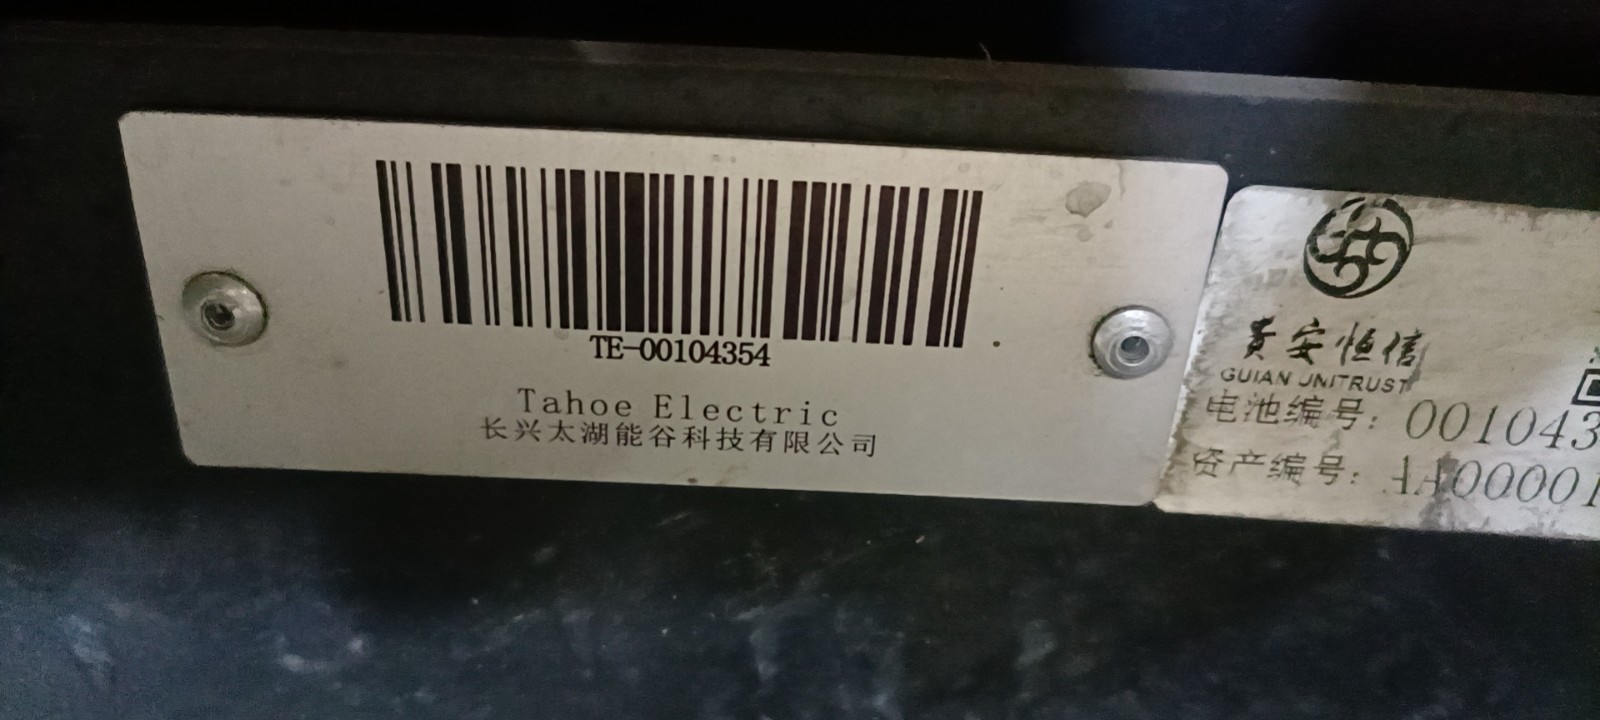 TE-00104354
Tahoe Electric
长兴太湖能谷科技有限公司
贵安恒信
GUIAN UNITRUST
电池编号: 001043
资产编号: AA00001